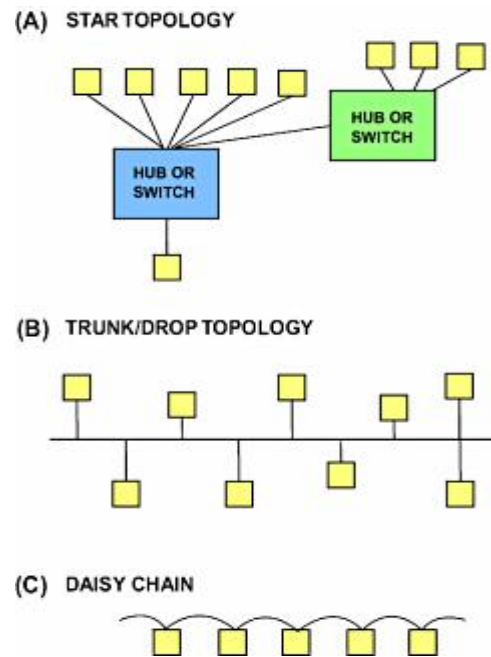 (A) STAR TOPOLOGY
HUB OR
SWITCH
HUB OR
SWITCH
(B) TRUNK/DROP TOPOLOGY
(C) DAISY CHAIN